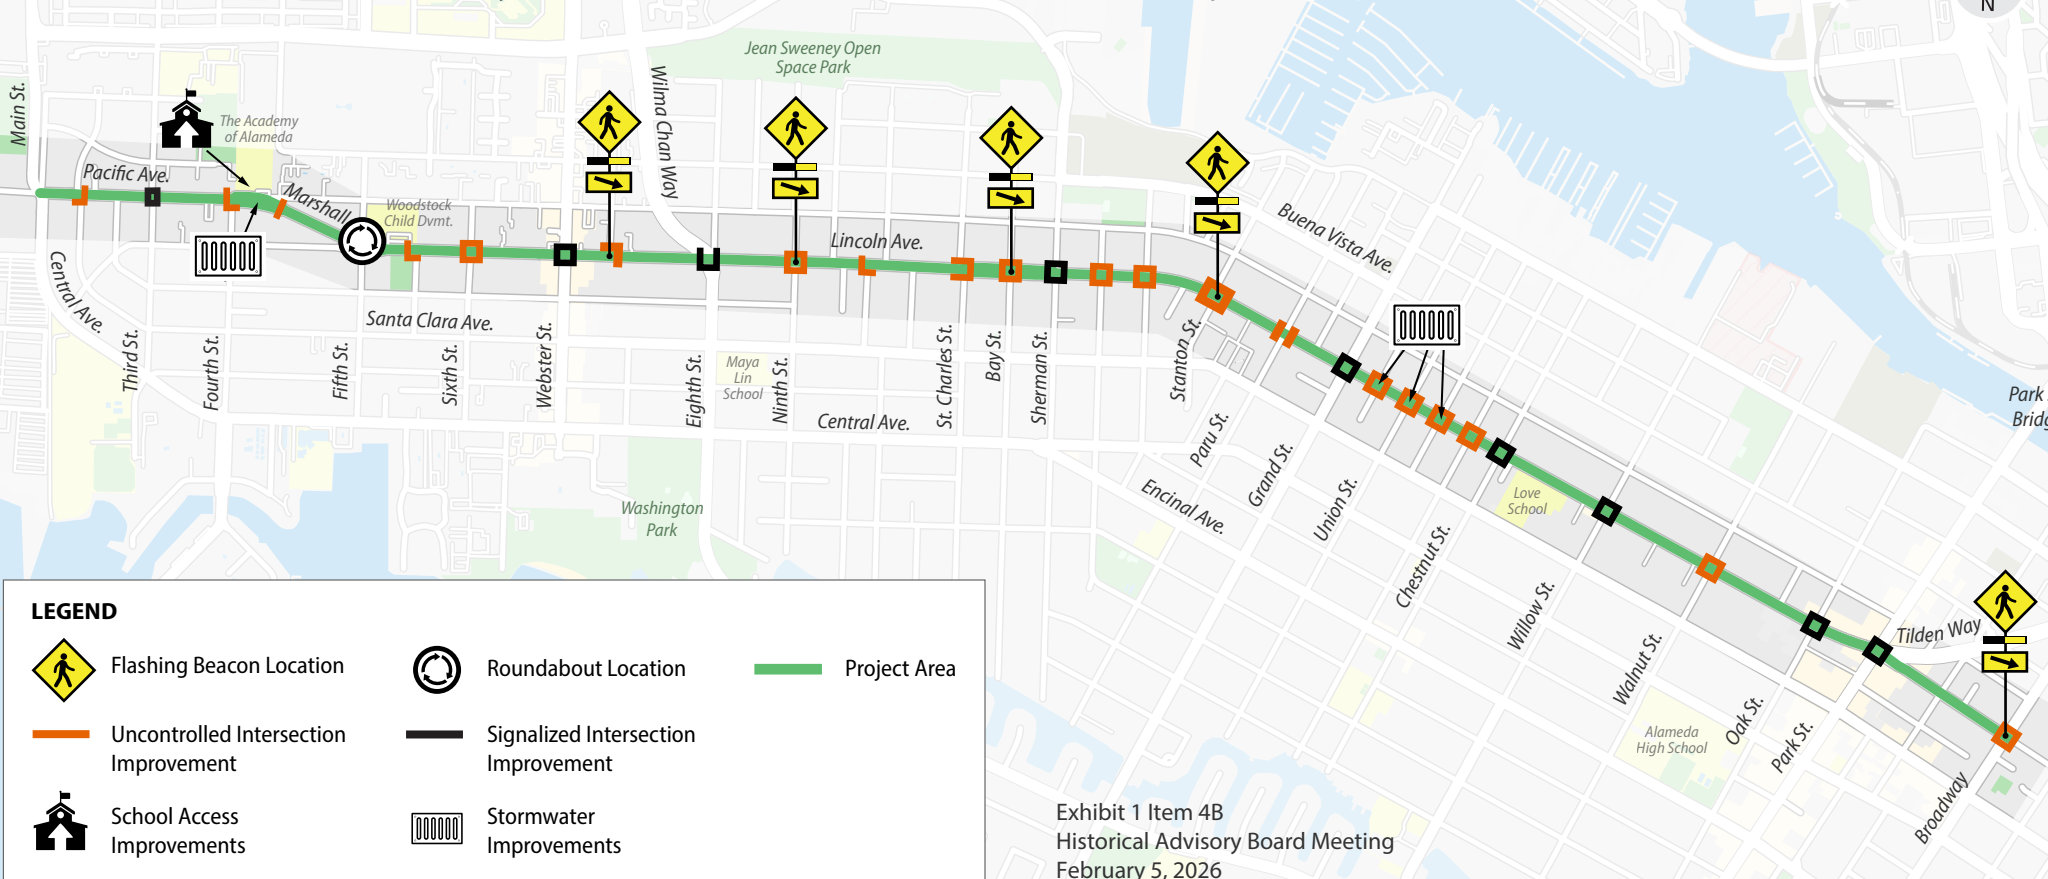 N
Jean Sweeney Open
Space Park
Main St.
Wilma Chan Way
The Academy
of Alameda
Pacific Ave.
Marshall
Woodstock
Child Dvmt.
Lincoln Ave.
Buena Vista Ave.
Central Ave.
Santa Clara Ave.
Third St.
Fourth St.
Fifth St.
Sixth St.
Webster St.
Eighth St.
Maya
Lin
School
Ninth St.
Central Ave.
St. Charles St.
Bay St.
Sherman St.
Stanton St.
Paru St.
Grand St.
Encinal Ave.
Union St.
Chestnut St.
Love
School
Willow St.
Walnut St.
Oak St.
Park St.
Broadway
Tilden Way
Park
Washington
Park
Alameda
High School
LEGEND
Flashing Beacon Location
Roundabout Location
Project Area
Uncontrolled Intersection
Improvement
Signalized Intersection
Improvement
School Access
Improvements
Stormwater
Improvements
Exhibit 1 Item 4B
Historical Advisory Board Meeting
February 5, 2026